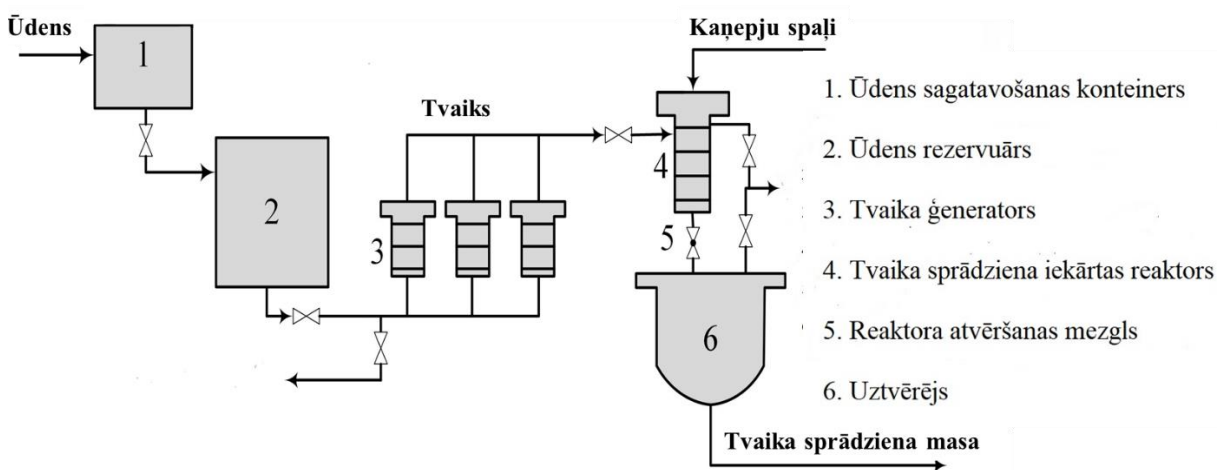 Ūdens
1
2
3
Tvaiks
Kaņepju spaļi
4
5
6
Tvaika sprādziena masa
1. Ūdens sagatavošanas konteiners
2. Ūdens rezervuārs
3. Tvaika ģenerators
4. Tvaika sprādziena iekārtas reaktors
5. Reaktora atvēršanas mezgls
6. Uztvērējs